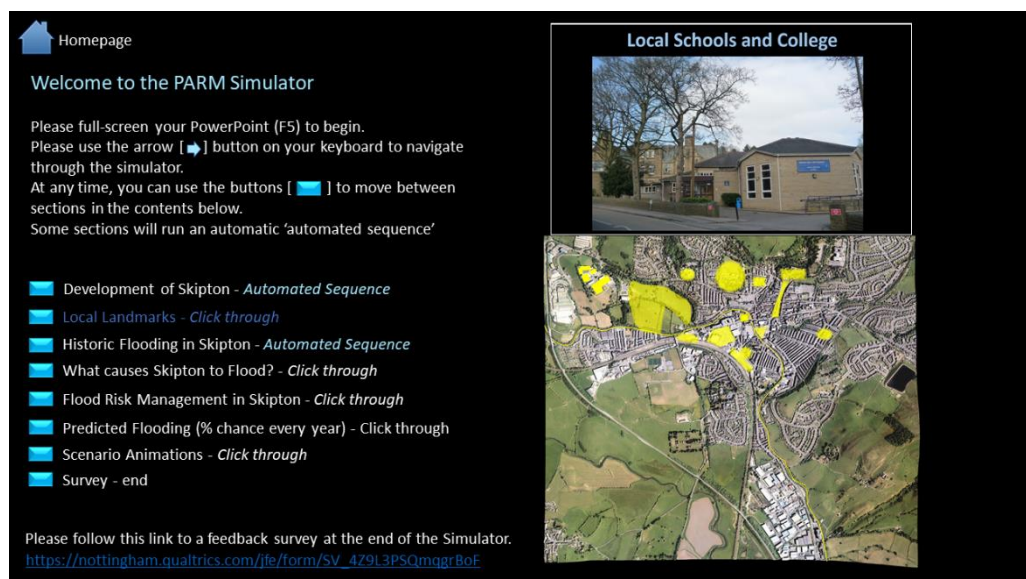 Homepage
Welcome to the PARM Simulator
Please full-screen your PowerPoint (F5) to begin.
Please use the arrow [ ] button on your keyboard to navigate
through the simulator.
At any time, you can use the buttons [ ] to move between
sections in the contents below.
Some sections will run an automatic ‘automated sequence’
Development of Skipton - Automated Sequence
Local Landmarks - Click through
Historic Flooding in Skipton - Automated Sequence
What causes Skipton to Flood? - Click through
Flood Risk Management in Skipton - Click through
Predicted Flooding (% chance every year) - Click through
Scenario Animations - Click through
Survey - end
Please follow this link to a feedback survey at the end of the Simulator.
https://nottingham.qualtrics.com/jfe/form/SV_4Z9L3PSQmqgrBoF
Local Schools and College